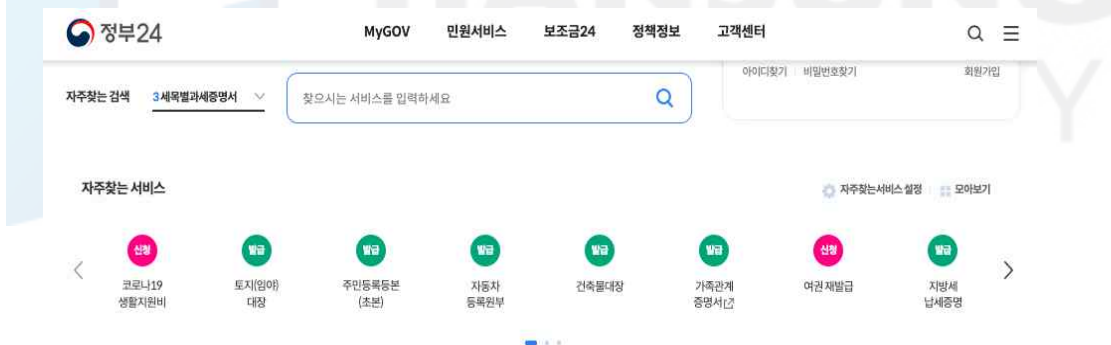 정부24
MyGOV 민원서비스 보조금24 정책정보 고객센터
아이디찾기 비밀번호찾기 회원가입
자주찾는 검색 3 세목별과세증명서 찾으시는 서비스를 입력하세요
자주찾는 서비스 자주찾는서비스 설정 모아보기
신청 발급 발급 발급 발급 발급 신청 발급
코로나19 토지(임야) 주민등록등본 자동차 건축물대장 가족관계 여권 재발급 지방세
생활지원비 대장 (초본) 등록원부 증명서 납세증명